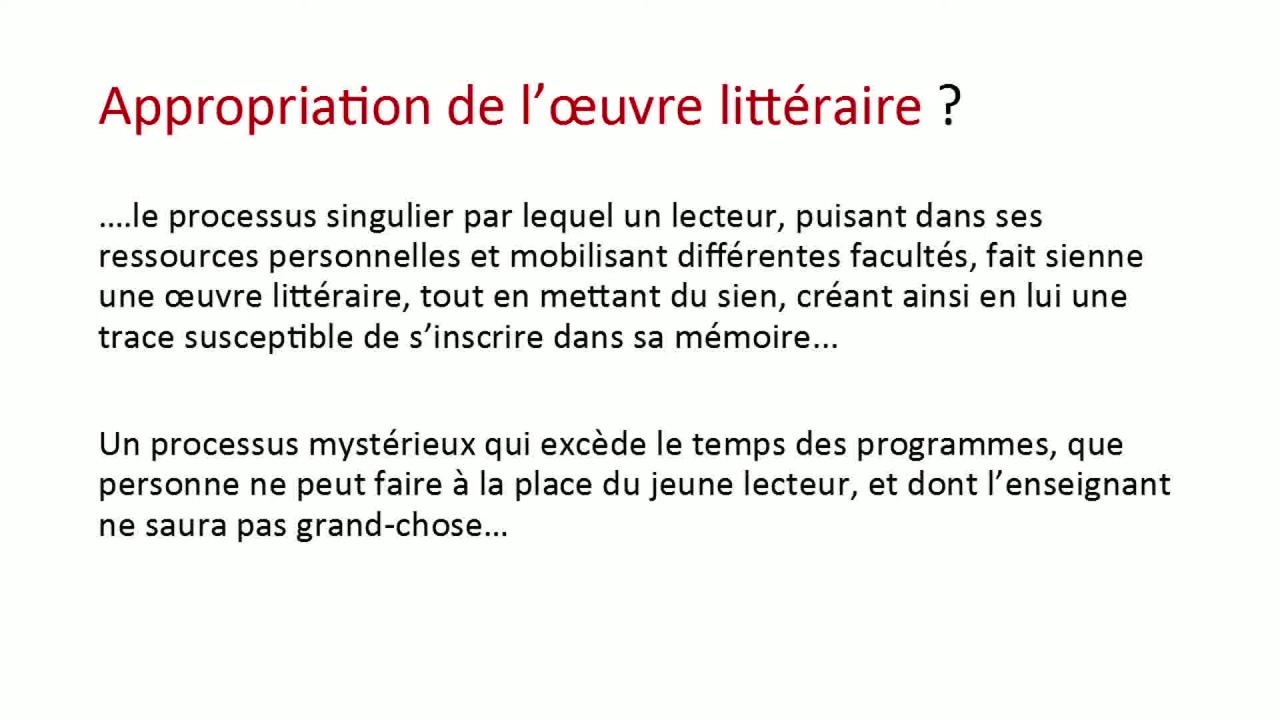 Appropriation de l’œuvre littéraire ?
….le processus singulier par lequel un lecteur, puisant dans ses
ressources personnelles et mobilisant différentes facultés, fait sienne
une œuvre littéraire, tout en mettant du sien, créant ainsi en lui une
trace susceptible de s’inscrire dans sa mémoire...
Un processus mystérieux qui excède le temps des programmes, que
personne ne peut faire à la place du jeune lecteur, et dont l’enseignant
ne saura pas grand-chose…